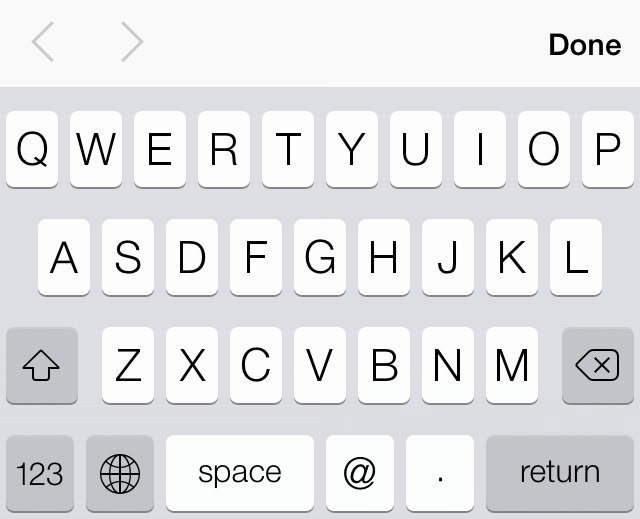 Done
Q W E R T Y U I O P
A S D F G H J K L
Z X C V B N M
123 space @ . return